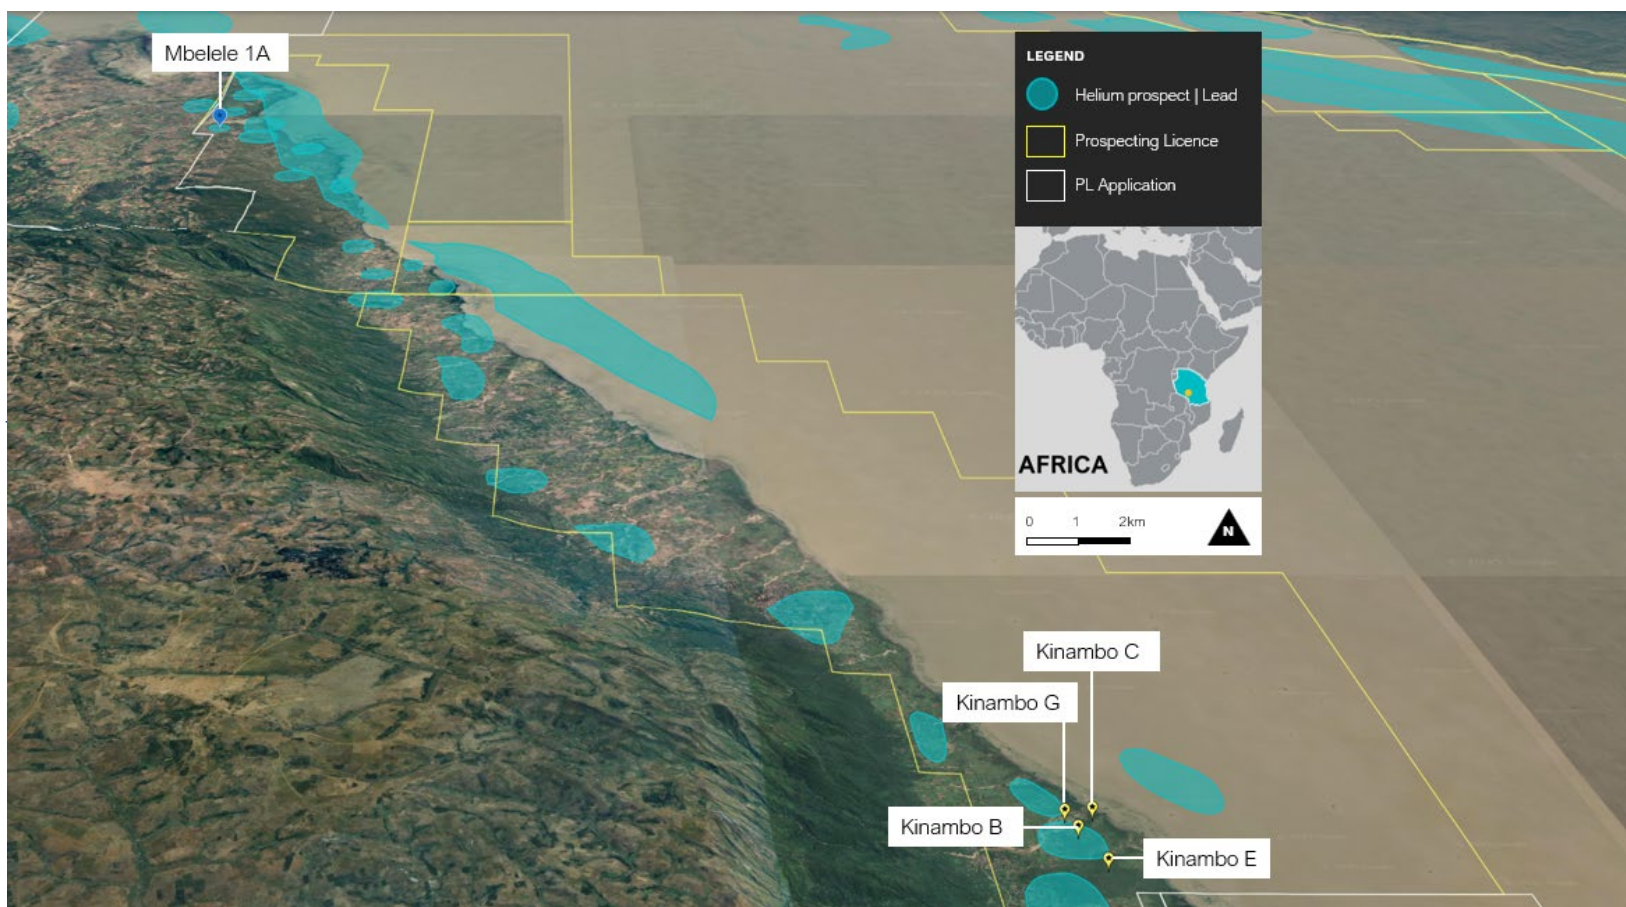 Mbelele 1A
LEGEND
Helium prospect | Lead
Prospecting Licence
PL Application
AFRICA
0 1 2km
N
Kinambo C
Kinambo G
Kinambo B
Kinambo E